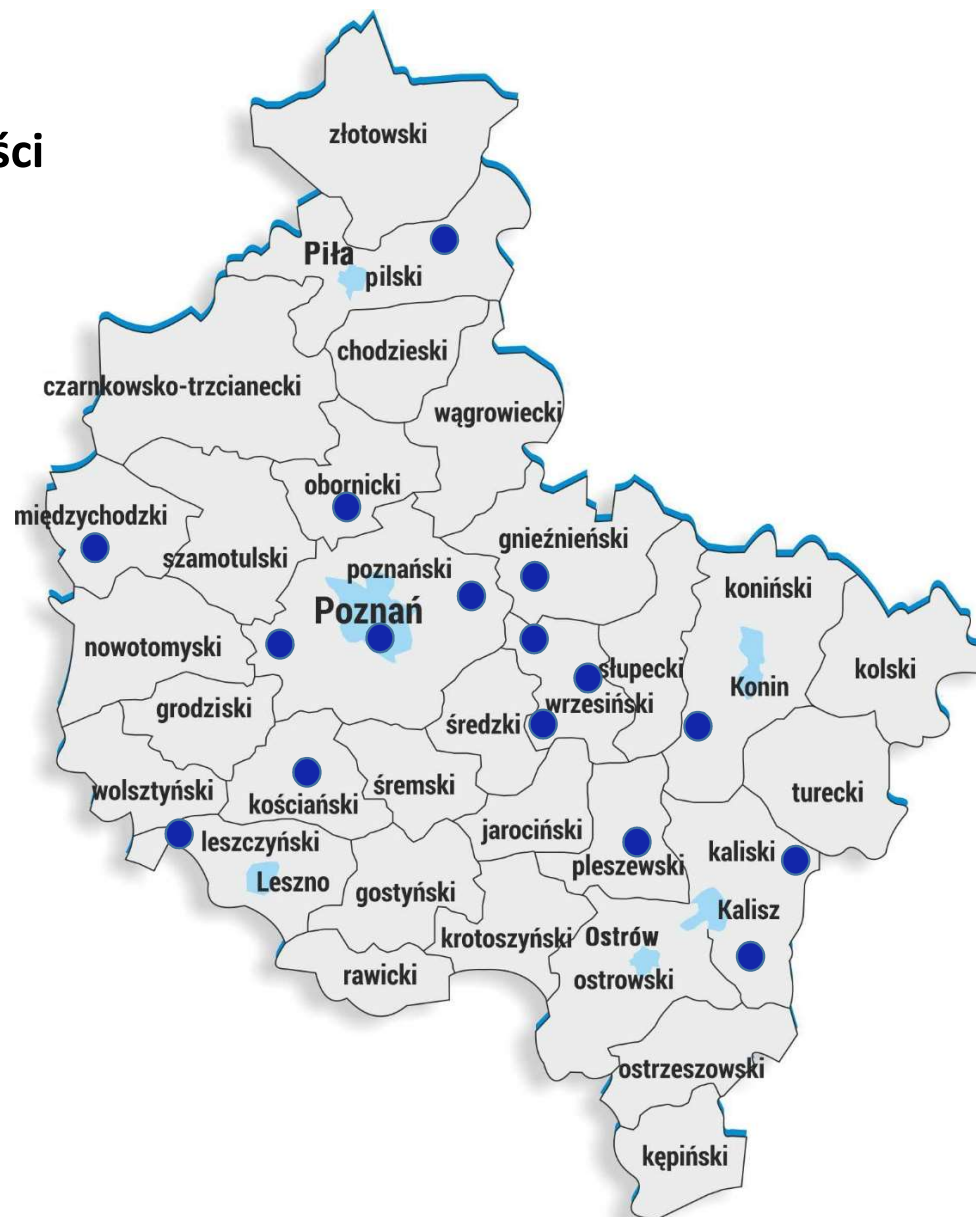 ści
złotowski
Piła
pilski
chodzieski
czarnkowsko-trzcianecki
wągrowiecki
obornicki
międzychodzki
szamotulski
gnieźnieński
poznański
Poznań
koniński
nowotomyski
słupecki
Konin
kolski
grodziski
wrzesiński
średzki
wolsztyński
kościański
śremski
turecki
leszczyński
jarociński
pleszewski
kaliski
Leszno
gostyński
Kalisz
krotoszyński
Ostrów
rawicki
ostrowski
ostrzeszowski
kępiński